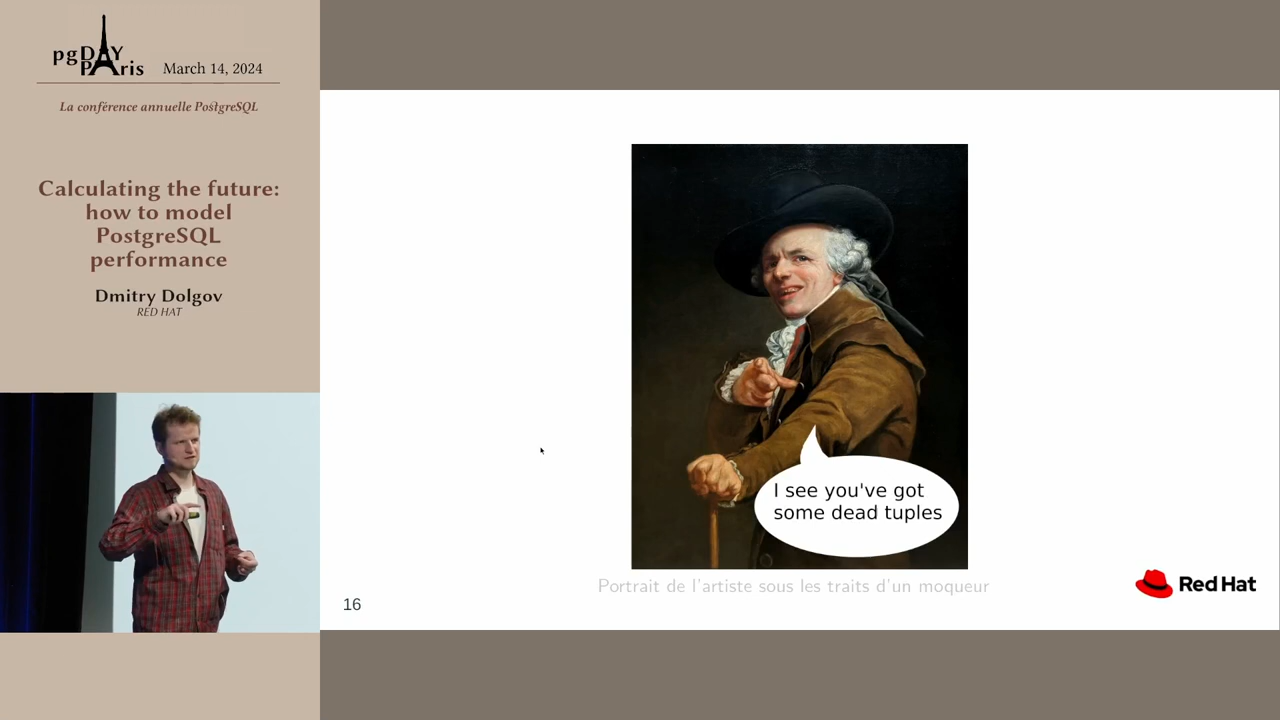 pgDAY
PAris
March 14, 2024
La conférence annuelle PostgreSQL
Calculating the future:
how to model
PostgreSQL
performance
Dmitry Dolgov
RED HAT
I see you've got
some dead tuples
Portrait de l'artiste sous les traits d'un moqueur
16
Red Hat